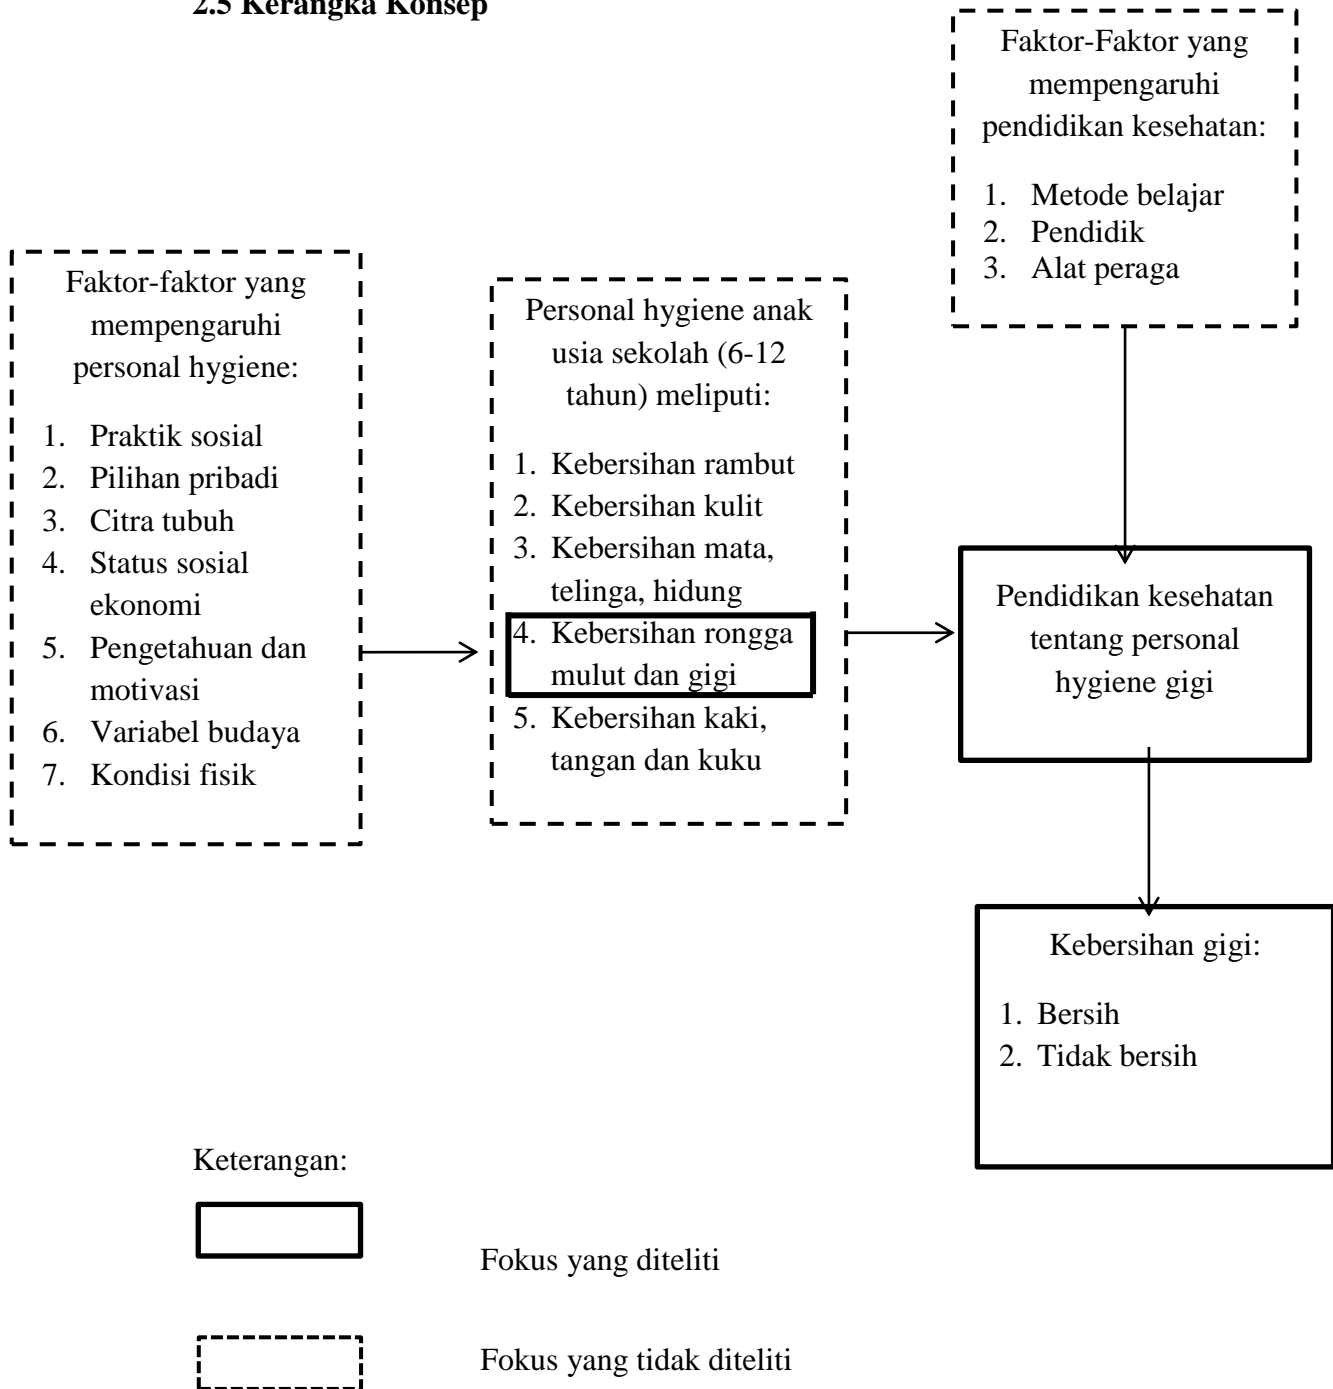 2.5 Kerangka Konsep
Faktor-Faktor yang
mempengaruhi
pendidikan kesehatan:
1. Metode belajar
2. Pendidik
3. Alat peraga
Faktor-faktor yang
mempengaruhi
personal hygiene:
1. Praktik sosial
2. Pilihan pribadi
3. Citra tubuh
4. Status sosial
ekonomi
5. Pengetahuan dan
motivasi
6. Variabel budaya
7. Kondisi fisik
Personal hygiene anak
usia sekolah (6-12
tahun) meliputi:
1. Kebersihan rambut
2. Kebersihan kulit
3. Kebersihan mata,
telinga, hidung
4. Kebersihan rongga
mulut dan gigi
5. Kebersihan kaki,
tangan dan kuku
Pendidikan kesehatan
tentang personal
hygiene gigi
Kebersihan gigi:
1. Bersih
2. Tidak bersih
Keterangan:
Fokus yang diteliti
Fokus yang tidak diteliti